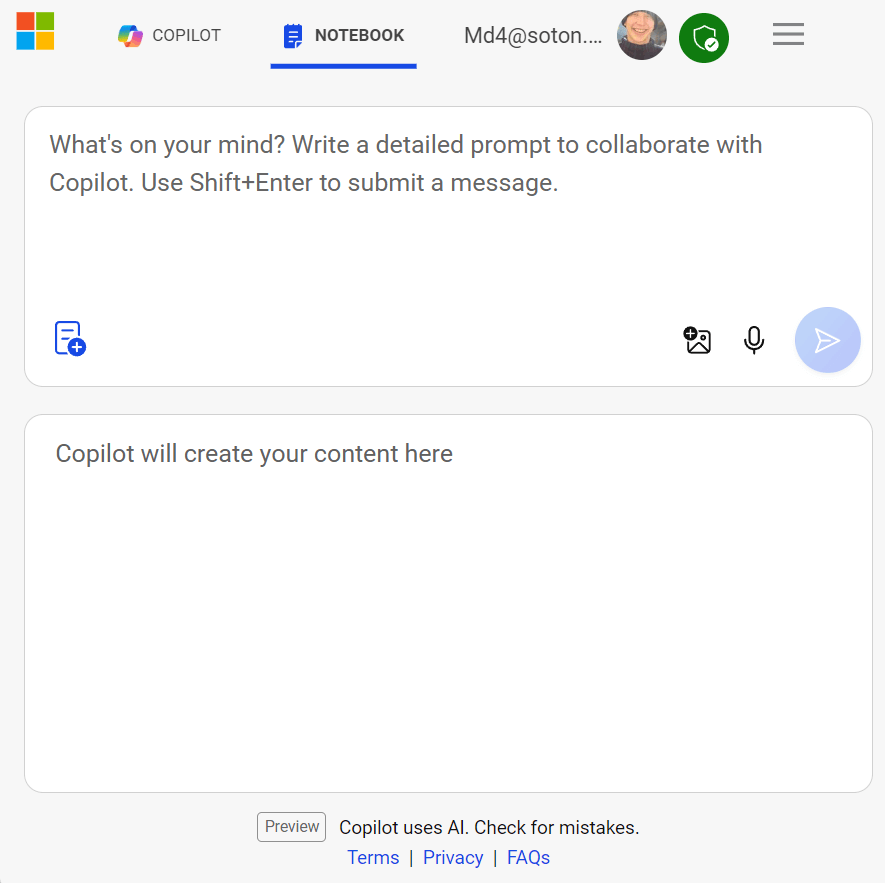 COPILOT
NOTEBOOK
Md4@soton....
What's on your mind? Write a detailed prompt to collaborate with
Copilot. Use Shift+Enter to submit a message.
Copilot will create your content here
Preview Copilot uses AI. Check for mistakes.
Terms | Privacy | FAQs